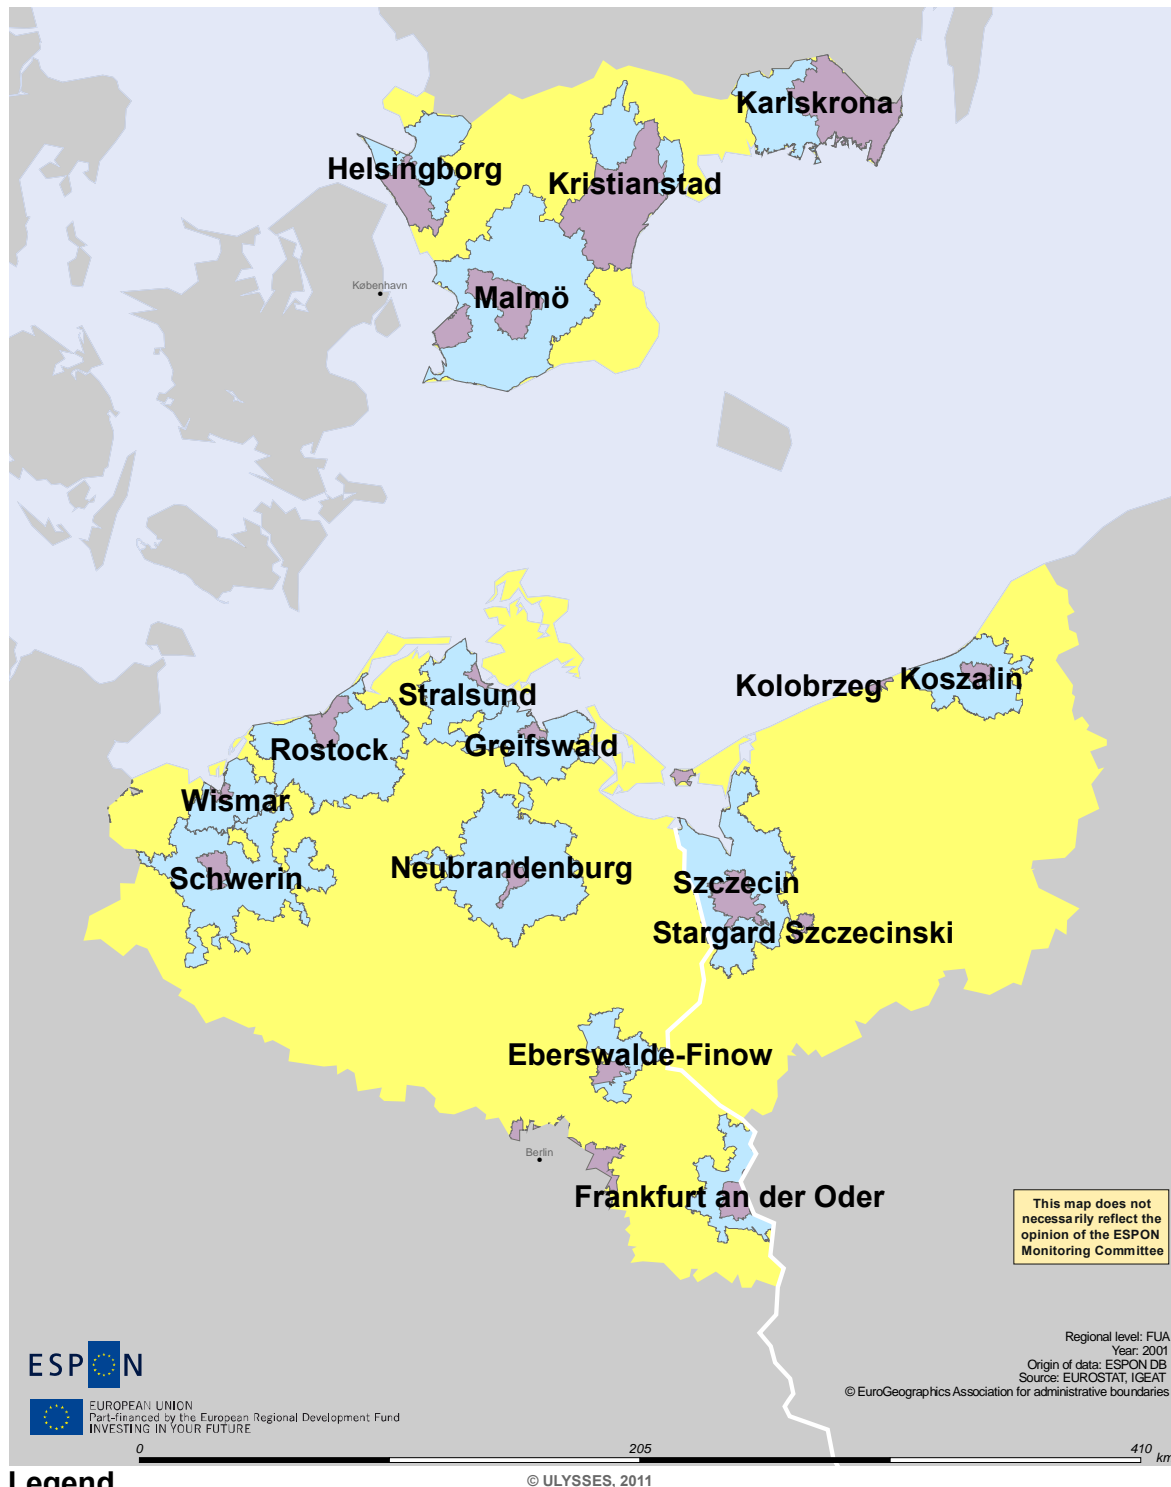 Karlskrona
Helsingborg
Kristianstad
København
Malmö
Kolobrzeg
Koszalin
Stralsund
Greifswald
Rostock
Wismar
Schwerin
Neubrandenburg
Szczecin
Stargard Szczecinski
Eberswalde-Finow
Berlin
Frankfurt an der Oder
This map does not
necessarily reflect the
opinion of the ESPON
Monitoring Committee
Regional level: FUA
Year: 2001
Origin of data: ESPON DB
Source: EUROSTAT, IGEAT
© EuroGeographics Association for administrative boundaries
ESPON
EUROPEAN UNION
Part-financed by the European Regional Development Fund
INVESTING IN YOUR FUTURE
0 205 410
km
Legend
© ULYSSES, 2011